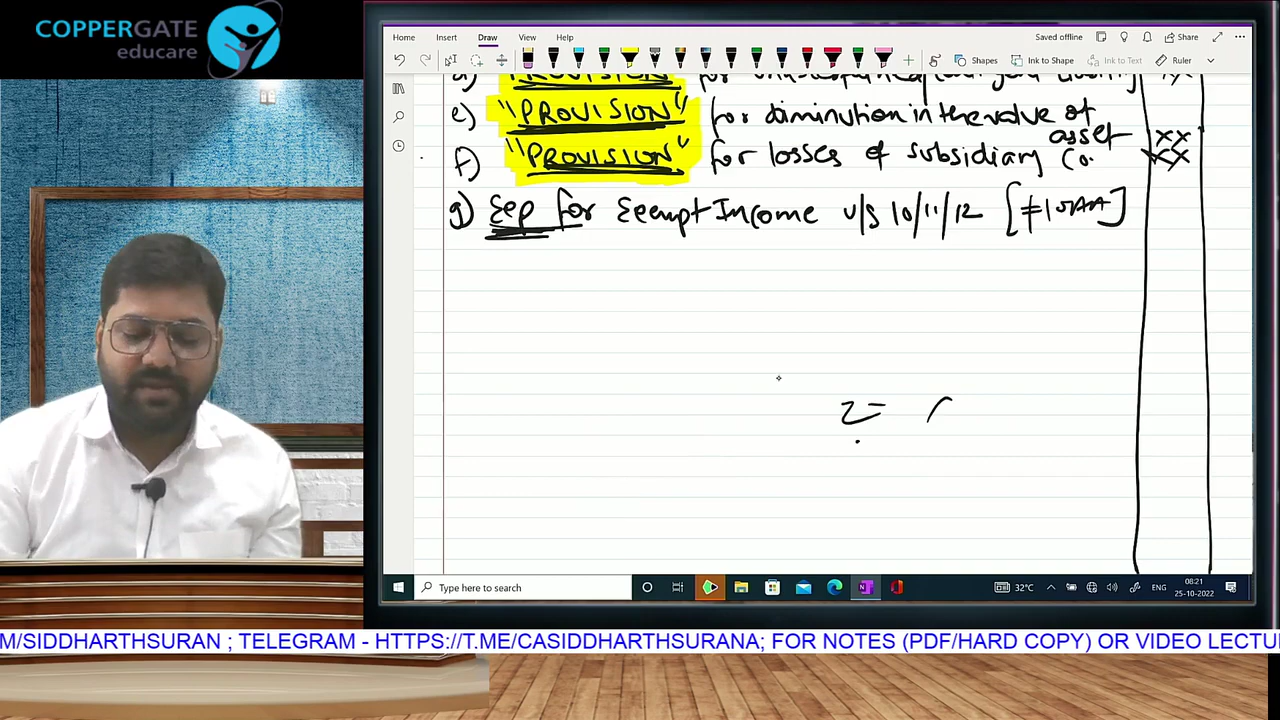 COPPERGATE
educare
Home Insert Draw View Help
Saved offline Share
Shapes Ink to Shape Ink to Text Ruler
"PROVISION" for
e) "PROVISION" for diminution in the value of
asset xx
f) "PROVISION" for losses of subsidiary Co. xx
g) Exp for Exempt Income u/s 10/11/12 [≠10AA]
Type here to search
32°C ENG 08:21
25-10-2022
M/SIDDHARTHSURAN ; TELEGRAM - HTTPS://T.ME/CASIDDHARTHSURANA; FOR NOTES (PDF/HARD COPY) OR VIDEO LECTU